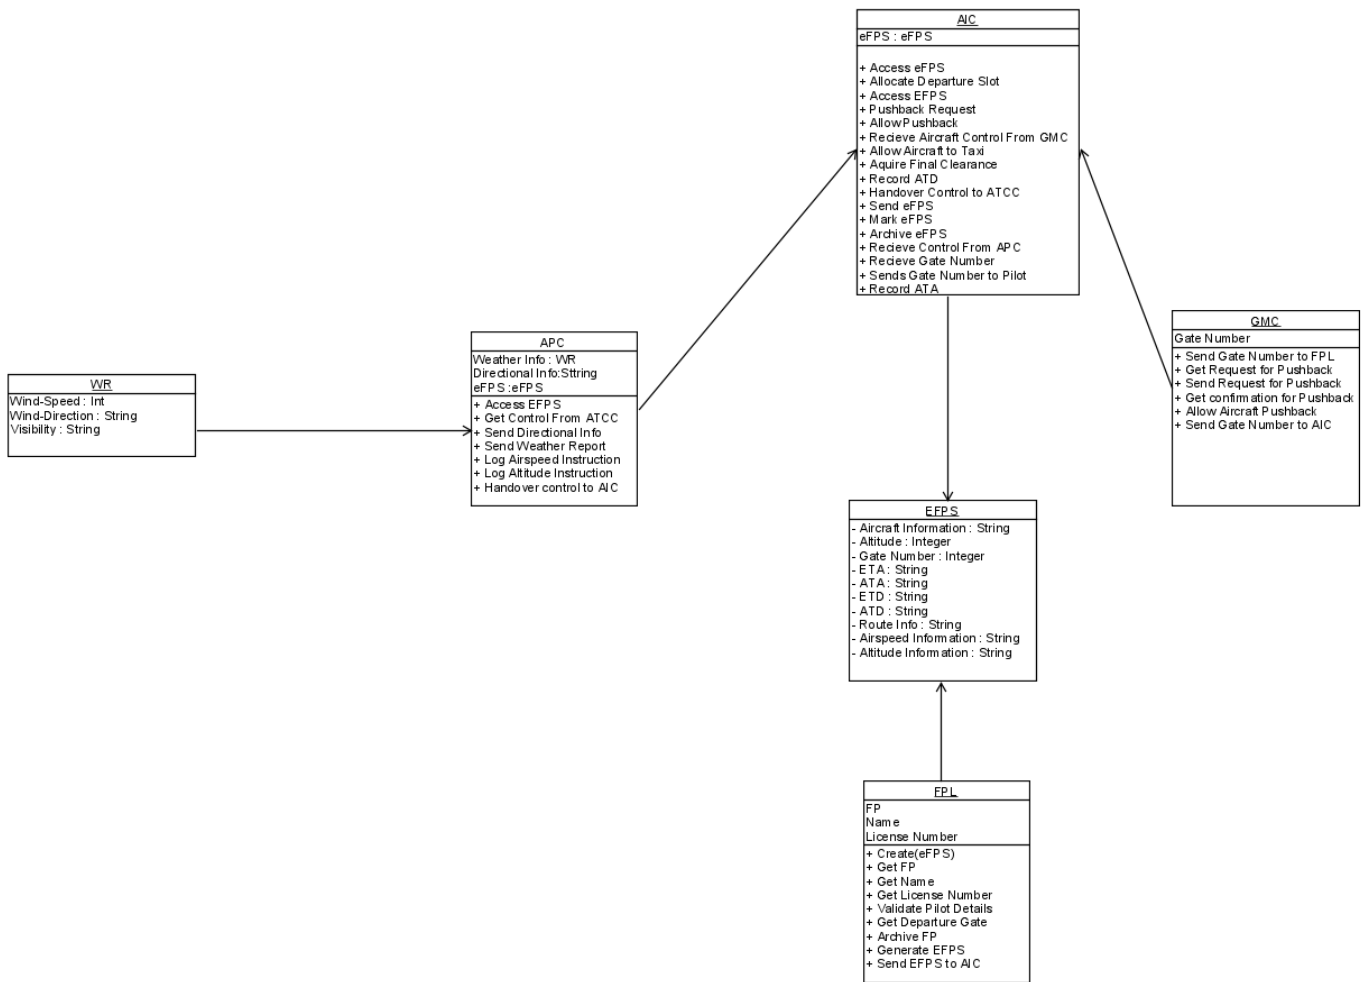 AIC
eFPS : eFPS
+ Access eFPS
+ Allocate Departure Slot
+ Access EFPS
+ Pushback Request
+ Allow Pushback
+ Recieve Aircraft Control From GMC
+ Allow Aircraft to Taxi
+ Aquire Final Clearance
+ Record ATD
+ Handover Control to ATCC
+ Send eFPS
+ Mark eFPS
+ Archive eFPS
+ Recieve Control From APC
+ Recieve Gate Number
+ Sends Gate Number to Pilot
+ Record ATA
GMC
Gate Number
+ Send Gate Number to FPL
+ Get Request for Pushback
+ Send Request for Pushback
+ Get confirmation for Pushback
+ Allow Aircraft Pushback
+ Send Gate Number to AIC
APC
Weather Info : WR
Directional Info:Sttring
eFPS :eFPS
+ Access EFPS
+ Get Control From ATCC
+ Send Directional Info
+ Send Weather Report
+ Log Airspeed Instruction
+ Log Altitude Instruction
+ Handover control to AIC
WR
Wind-Speed : Int
Wind-Direction : String
Visibility : String
EFPS
- Aircraft Information : String
- Altitude : Integer
- Gate Number : Integer
- ETA : String
- ATA : String
- ETD : String
- ATD : String
- Route Info : String
- Airspeed Information : String
- Altitude Information : String
FPL
FP
Name
License Number
+ Create(eFPS)
+ Get FP
+ Get Name
+ Get License Number
+ Validate Pilot Details
+ Get Departure Gate
+ Archive FP
+ Generate EFPS
+ Send EFPS to AIC